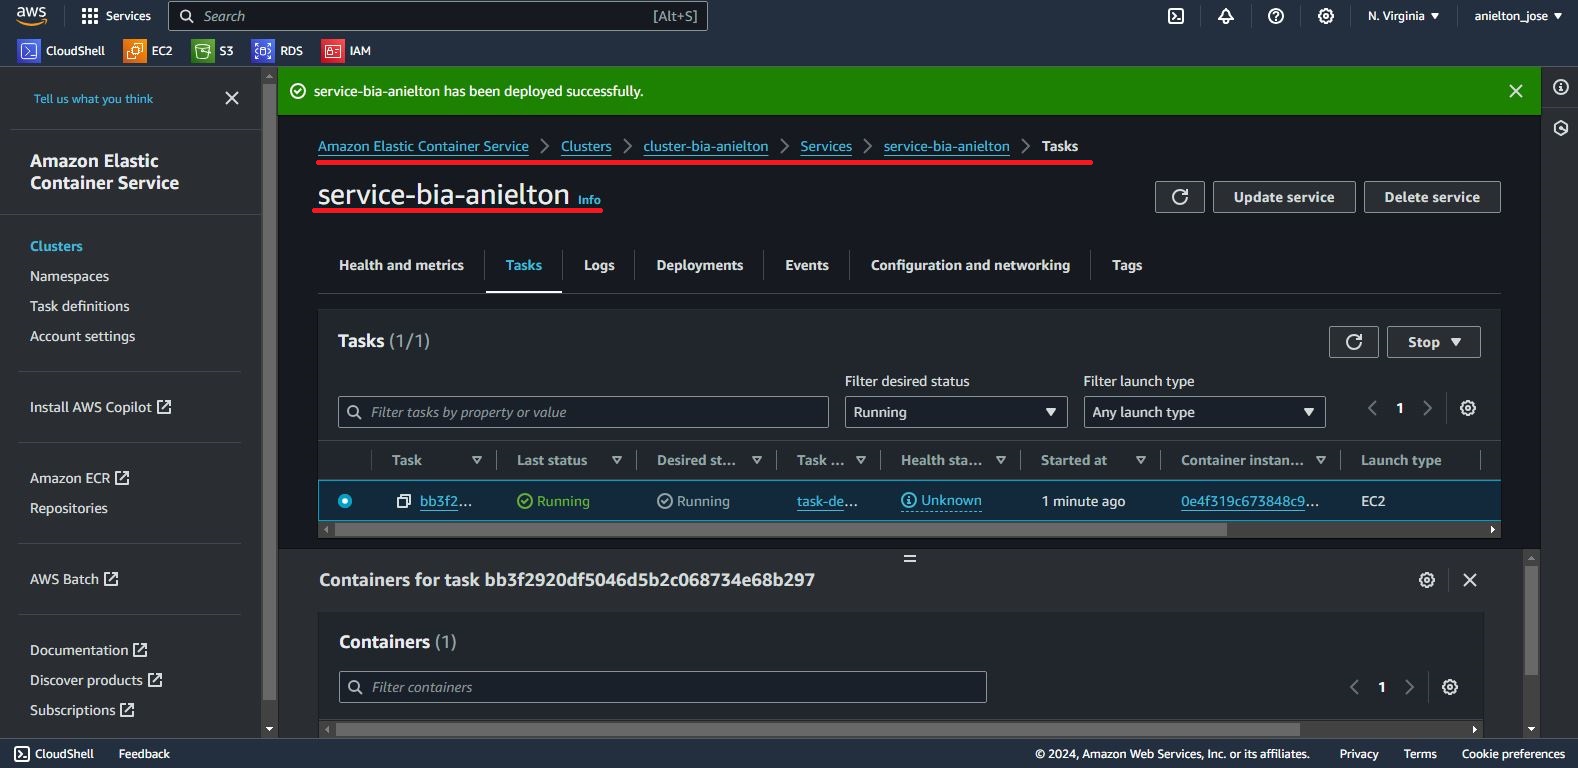 aws
Services
Search
[Alt+S]
N. Virginia
anielton_jose
CloudShell
EC2
S3
RDS
IAM
Tell us what you think
Amazon Elastic
Container Service
Clusters
Namespaces
Task definitions
Account settings
Install AWS Copilot
Amazon ECR
Repositories
AWS Batch
Documentation
Discover products
Subscriptions
service-bia-anielton has been deployed successfully.
Amazon Elastic Container Service > Clusters > cluster-bia-anielton > Services > service-bia-anielton > Tasks
service-bia-anielton Info
Update service
Delete service
Health and metrics
Tasks
Logs
Deployments
Events
Configuration and networking
Tags
Tasks (1/1)
Stop
Filter desired status
Filter launch type
Filter tasks by property or value
Running
Any launch type
1
Task
Last status
Desired st...
Task ...
Health sta...
Started at
Container instan...
Launch type
bb3f2...
Running
Running
task-de...
Unknown
1 minute ago
0e4f319c673848c9...
EC2
Containers for task bb3f2920df5046d5b2c068734e68b297
Containers (1)
Filter containers
1
CloudShell
Feedback
© 2024, Amazon Web Services, Inc. or its affiliates.
Privacy
Terms
Cookie preferences